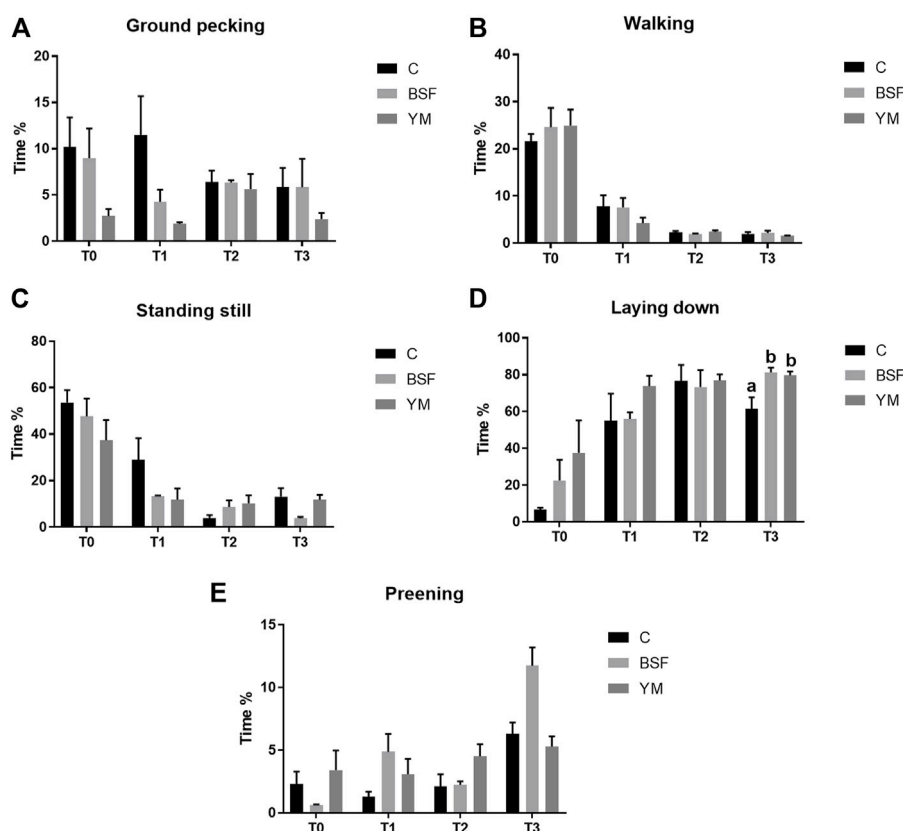 A
Ground pecking
Time %
20
15
10
5
0
T0 T1 T2 T3
C
BSF
YM
B
Walking
Time %
40
30
20
10
0
T0 T1 T2 T3
C
BSF
YM
C
Standing still
Time %
80
60
40
20
0
T0 T1 T2 T3
C
BSF
YM
D
Laying down
Time %
100
80
60
40
20
0
a b b
T0 T1 T2 T3
C
BSF
YM
E
Preening
Time %
15
10
5
0
T0 T1 T2 T3
C
BSF
YM